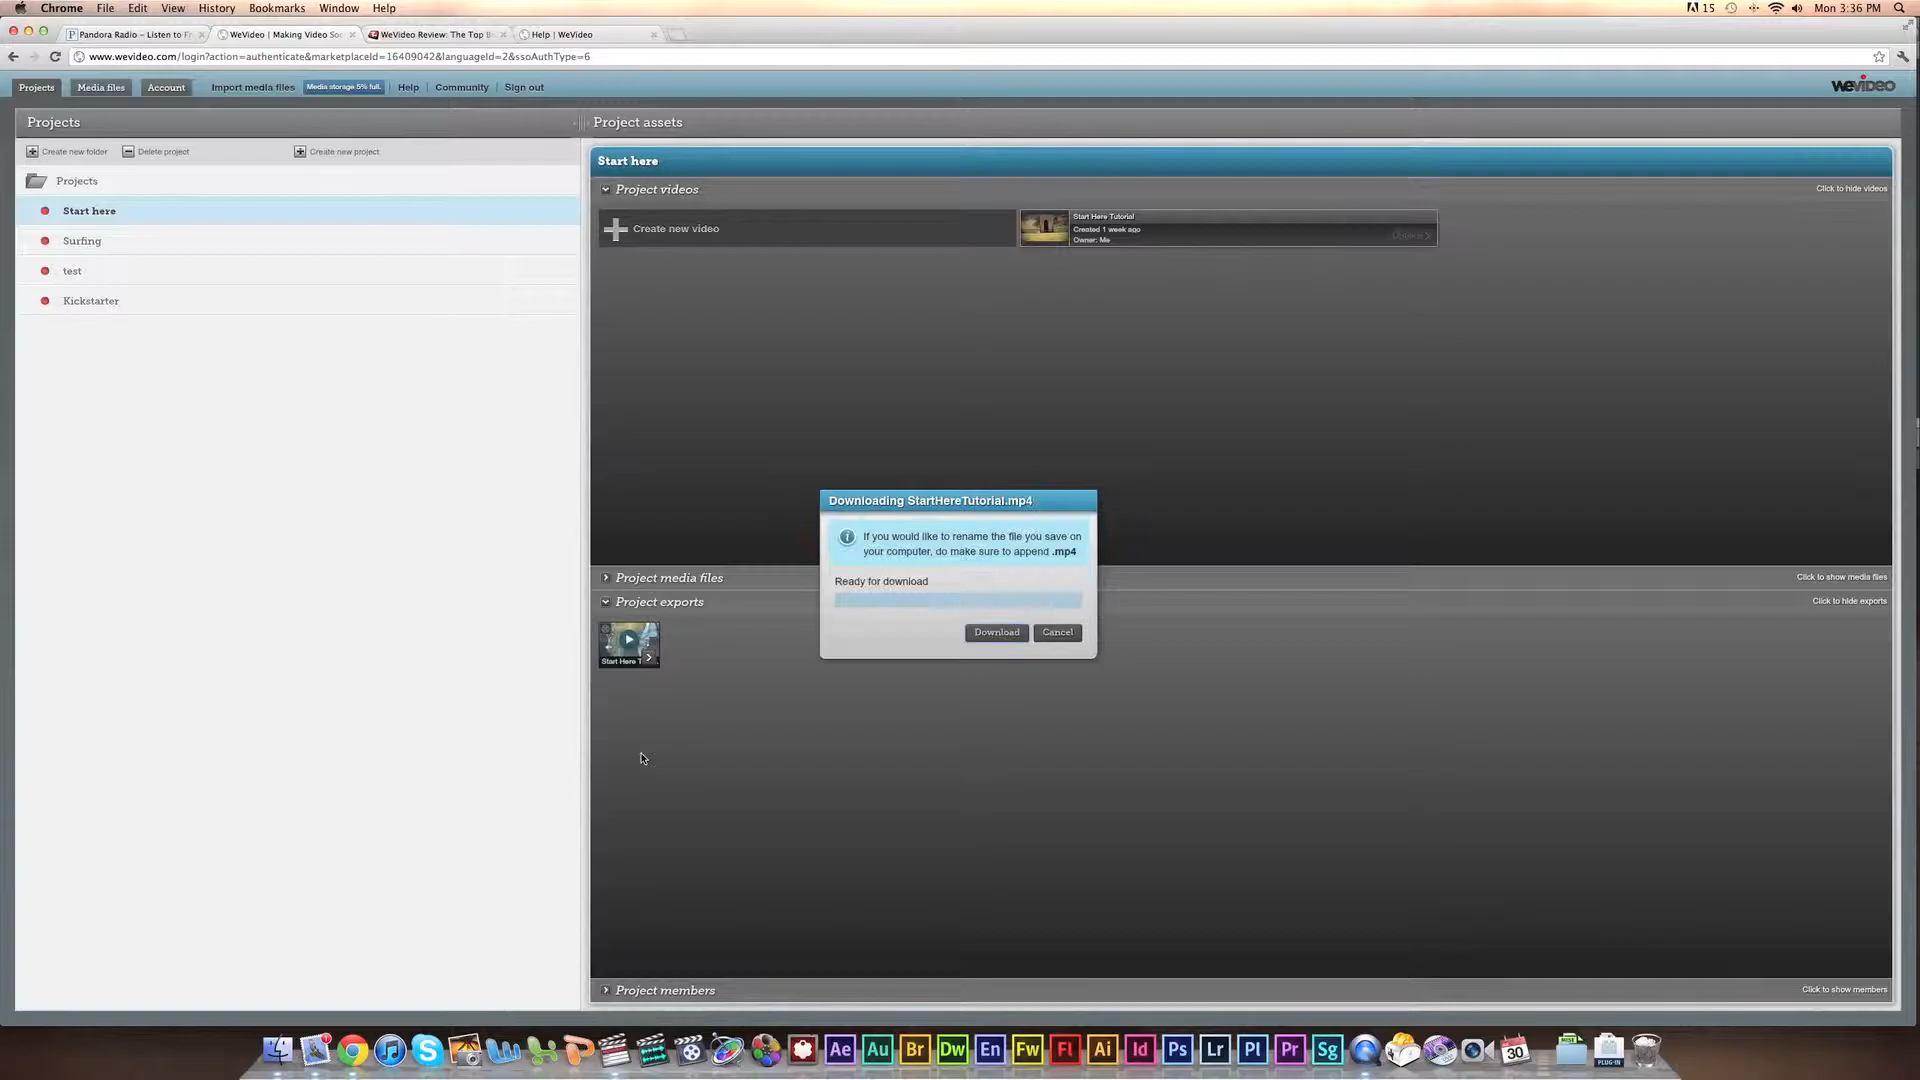 Chrome File Edit View History Bookmarks Window Help
15 Mon 3:36 PM
Pandora Radio – Listen to Fr
WeVideo | Making Video Soc
WeVideo Review: The Top B
Help | WeVideo
www.wevideo.com/login?action=authenticate&marketplaceId=16409042&languageId=2&ssoAuthType=6
Projects Media files Account Import media files Media storage 5% full. Help Community Sign out
WEVIDEO
Projects
Project assets
Create new folder Delete project Create new project
Start here
Projects
Project videos Click to hide videos
Start here
Surfing
test
Kickstarter
Create new video
Start Here Tutorial
Created 1 week ago
Owner: Me
Options
Downloading StartHereTutorial.mp4
If you would like to rename the file you save on
your computer, do make sure to append .mp4
Ready for download
Download Cancel
Project media files Click to show media files
Project exports Click to hide exports
Start Here T
Project members Click to show members
Ae Au Br Dw En Fw Fl Ai Id Ps Lr Pl Pr Sg
30
PLUG-IN